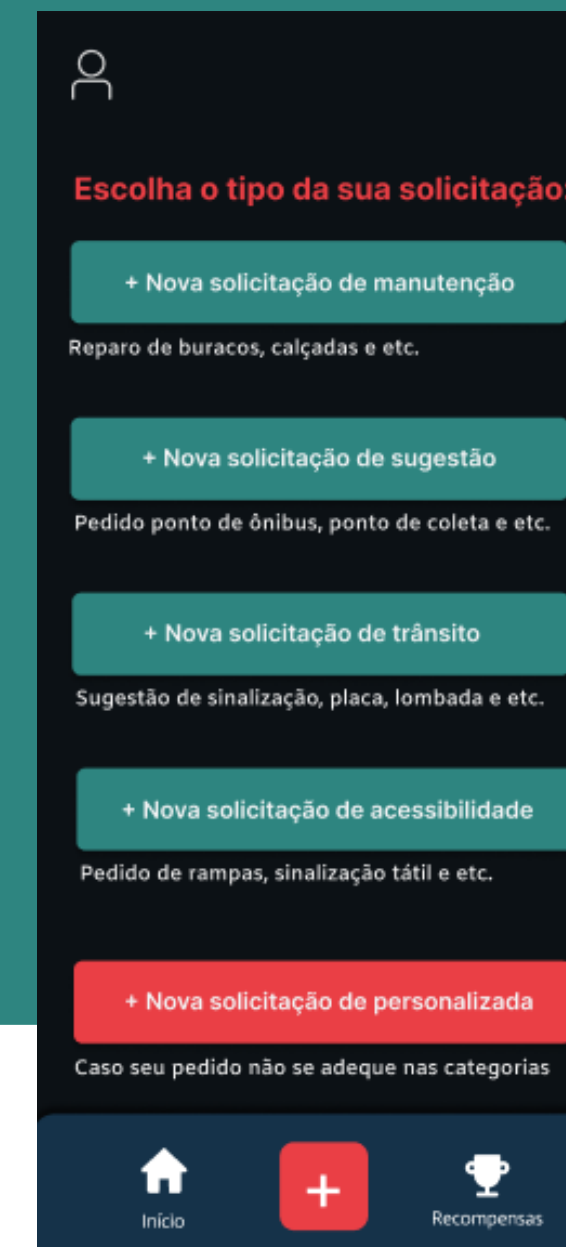 Escolha o tipo da sua solicitação:
+ Nova solicitação de manutenção
Reparo de buracos, calçadas e etc.
+ Nova solicitação de sugestão
Pedido ponto de ônibus, ponto de coleta e etc.
+ Nova solicitação de trânsito
Sugestão de sinalização, placa, lombada e etc.
+ Nova solicitação de acessibilidade
Pedido de rampas, sinalização tátil e etc.
+ Nova solicitação de personalizada
Caso seu pedido não se adeque nas categorias
+
Início
Recompensas